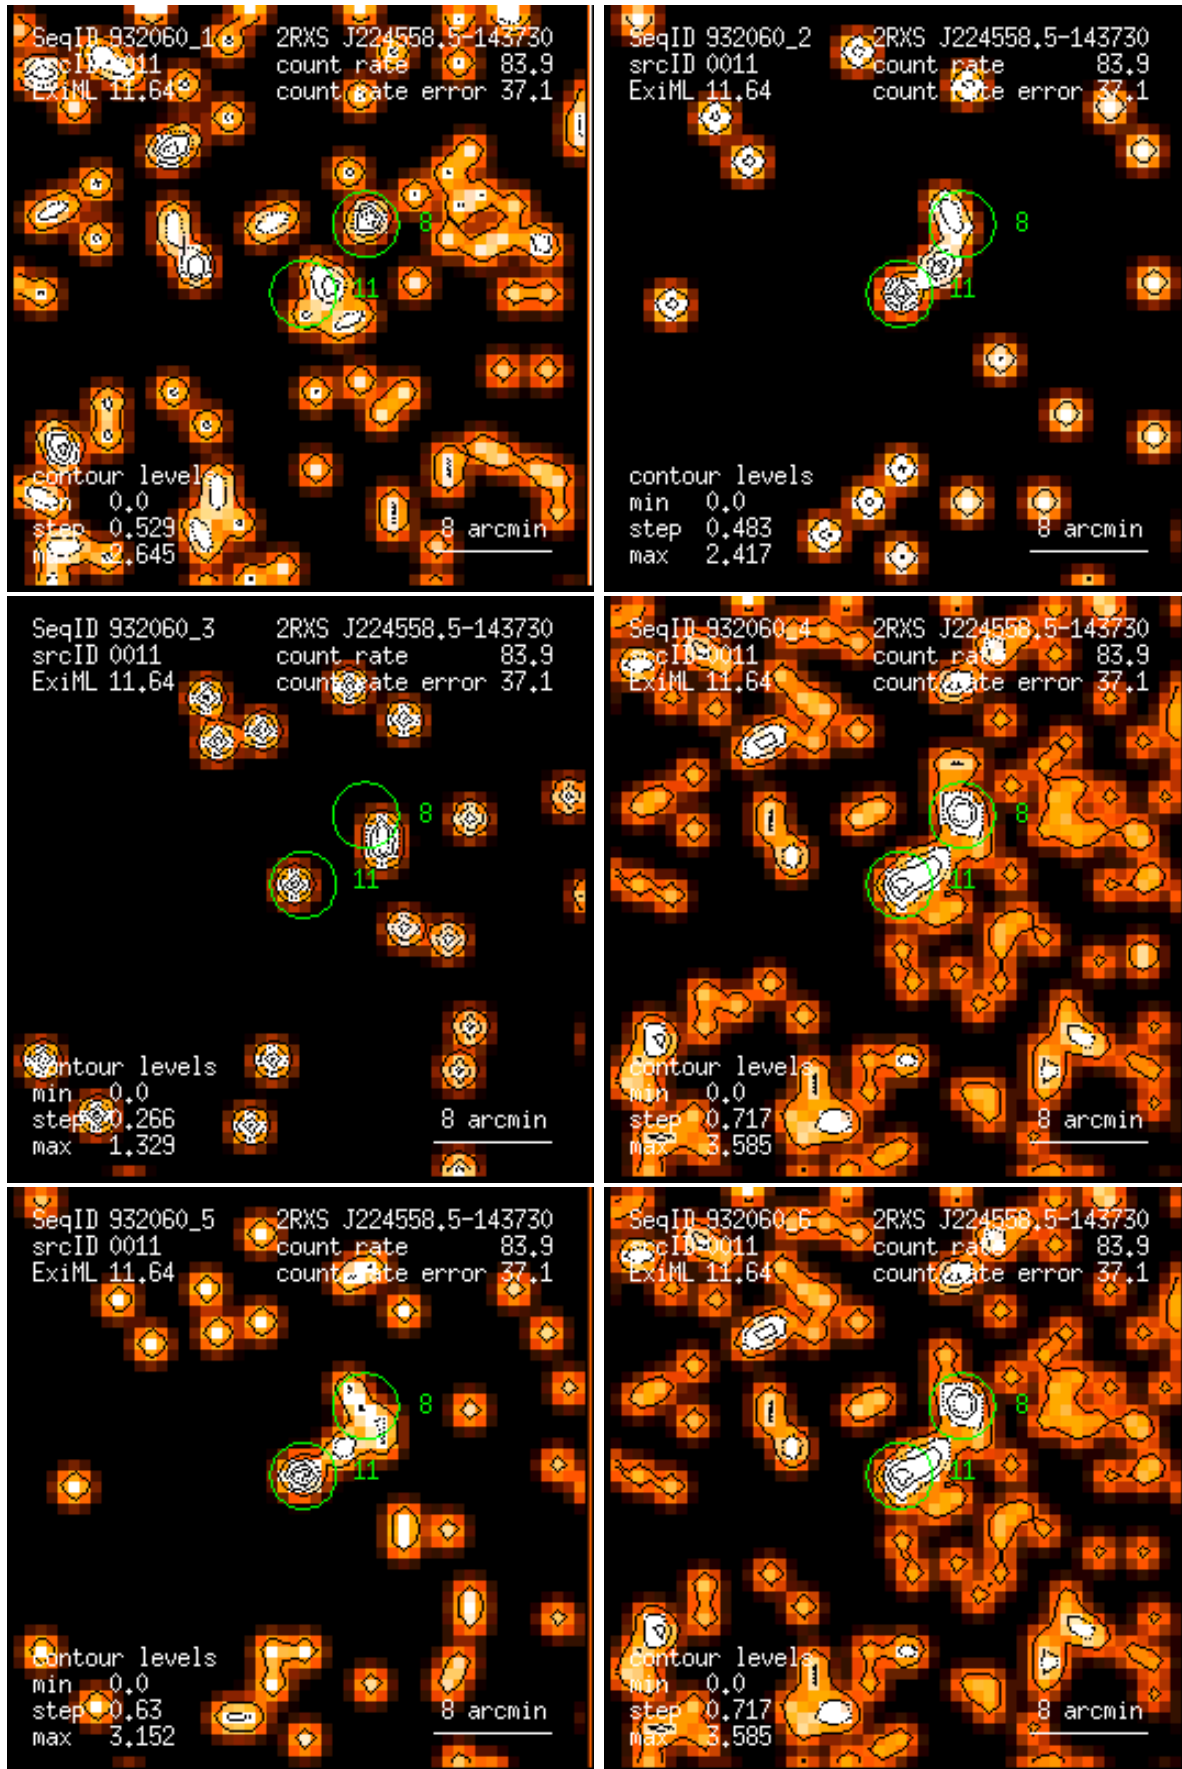 SeqID 932060_1 2RXS J224558.5-143730
srcID 0011 count rate 83.9
ExiML 11.64 count rate error 37.1
8
11
contour levels
min 0.0
step 0.529 8 arcmin
max 2.645
SeqID 932060_2 2RXS J224558.5-143730
srcID 0011 count rate 83.9
ExiML 11.64 count rate error 37.1
8
11
contour levels
min 0.0
step 0.483 8 arcmin
max 2.417
SeqID 932060_3 2RXS J224558.5-143730
srcID 0011 count rate 83.9
ExiML 11.64 count rate error 37.1
8
11
contour levels
min 0.0
step 0.266 8 arcmin
max 1.329
SeqID 932060_4 2RXS J224558.5-143730
srcID 0011 count rate 83.9
ExiML 11.64 count rate error 37.1
8
11
contour levels
min 0.0
step 0.717 8 arcmin
max 3.585
SeqID 932060_5 2RXS J224558.5-143730
srcID 0011 count rate 83.9
ExiML 11.64 count rate error 37.1
8
11
contour levels
min 0.0
step 0.63 8 arcmin
max 3.152
SeqID 932060_6 2RXS J224558.5-143730
srcID 0011 count rate 83.9
ExiML 11.64 count rate error 37.1
8
11
contour levels
min 0.0
step 0.717 8 arcmin
max 3.585